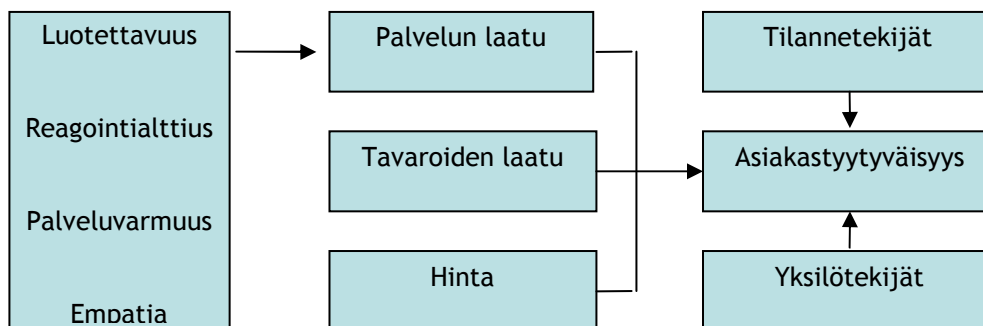 Luotettavuus
Reagointialttius
Palveluvarmuus
Empatia
Palvelun laatu
Tavaroiden laatu
Hinta
Tilannetekijät
Asiakastyytyväisyys
Yksilötekijät